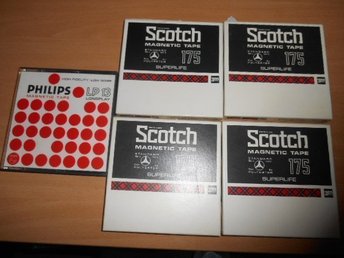 HIGH FIDELITY-LOW NOISE
PHILIPS
MAGNETIC TAPE
LP 13
LONGPLAY
Scotch
MAGNETIC TAPE
175
SUPERLIFE
Scotch
MAGNETIC TAPE
175
SUPERLIFE
Scotch
MAGNETIC TAPE
175
SUPERLIFE
Scotch
MAGNETIC TAPE
175
SUPERLIFE